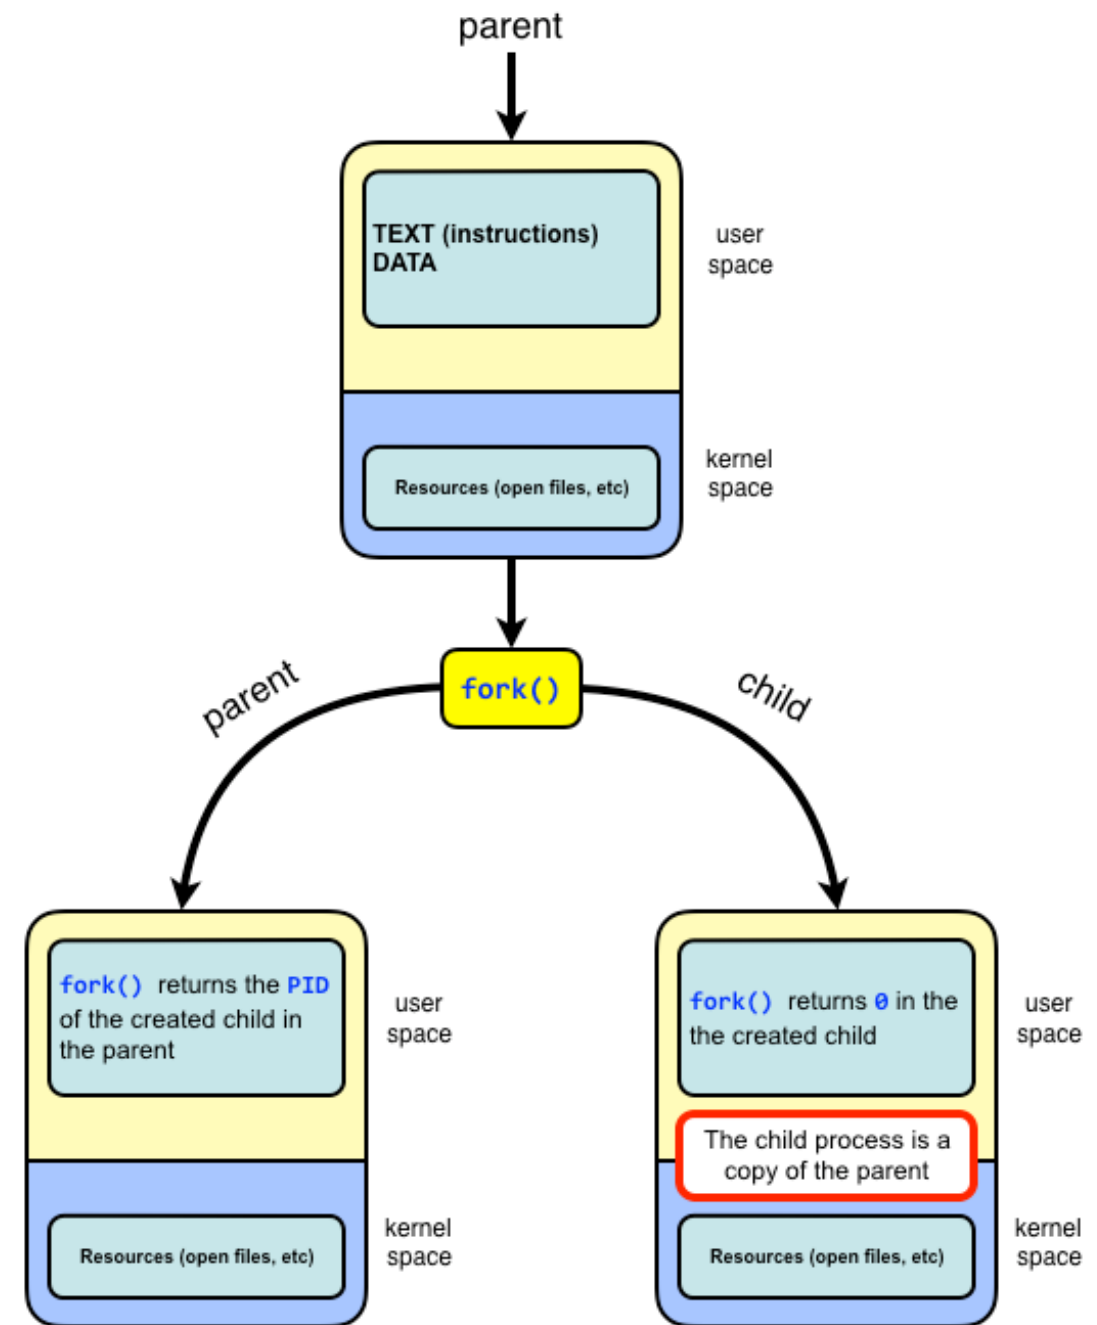 parent
TEXT (instructions)
DATA
user
space
Resources (open files, etc)
kernel
space
fork()
parent
child
fork() returns the PID
of the created child in
the parent
user
space
Resources (open files, etc)
kernel
space
fork() returns 0 in the
the created child
user
space
The child process is a
copy of the parent
Resources (open files, etc)
kernel
space